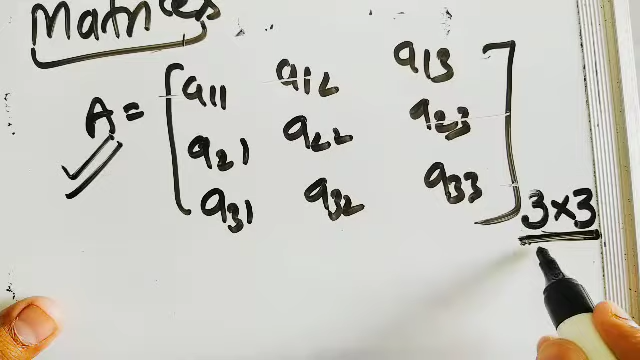 Matrices
A = [ a11 a12 a13
a21 a22 a23
a31 a32 a33 ] 3×3